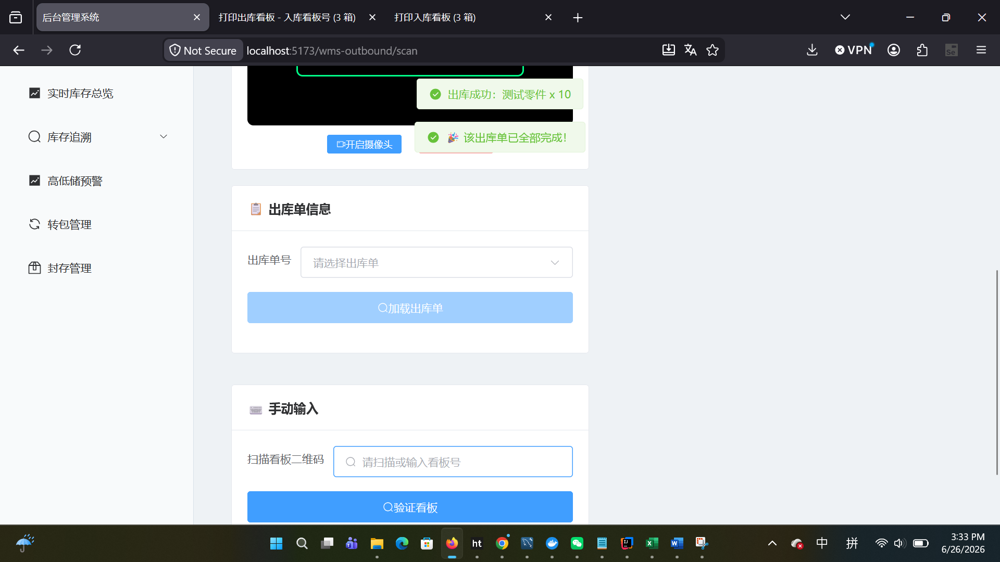 后台管理系统
打印出库看板 - 入库看板号 (3 箱)
打印入库看板 (3 箱)
Not Secure
localhost:5173/wms-outbound/scan
VPN
Se
实时库存总览
库存追溯
高低储预警
转包管理
封存管理
出库成功：测试零件 x 10
🎉 该出库单已全部完成！
开启摄像头
出库单信息
出库单号
请选择出库单
加载出库单
手动输入
扫描看板二维码
请扫描或输入看板号
验证看板
ht
中
拼
3:33 PM
6/26/2026